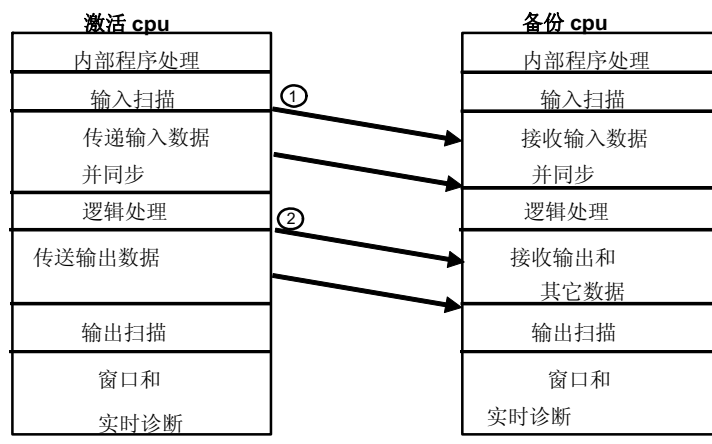 激活 cpu
内部程序处理
输入扫描
传递输入数据
并同步
逻辑处理
传送输出数据
输出扫描
窗口和
实时诊断
①
②
备份 cpu
内部程序处理
输入扫描
接收输入数据
并同步
逻辑处理
接收输出和
其它数据
输出扫描
窗口和
实时诊断